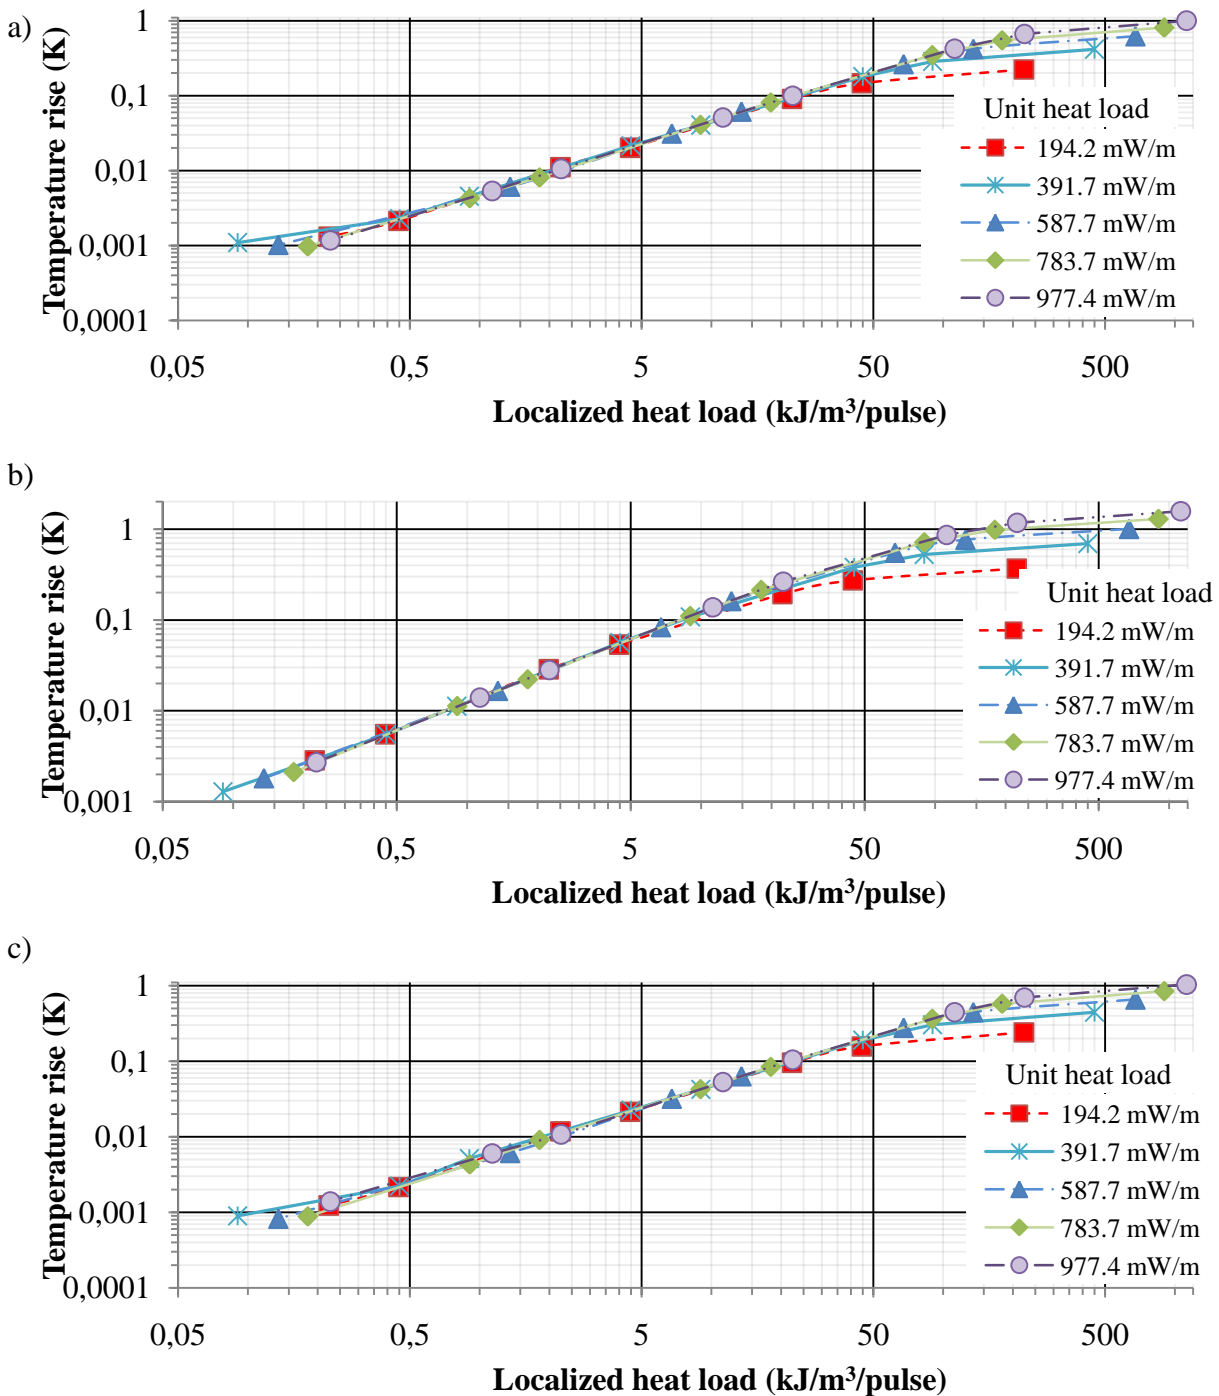 a)
Temperature rise (K)
1
0,1
0,01
0,001
0,0001
Unit heat load
194.2 mW/m
391.7 mW/m
587.7 mW/m
783.7 mW/m
977.4 mW/m
0,05 0,5 5 50 500
Localized heat load (kJ/m³/pulse)
b)
Temperature rise (K)
1
0,1
0,01
0,001
Unit heat load
194.2 mW/m
391.7 mW/m
587.7 mW/m
783.7 mW/m
977.4 mW/m
0,05 0,5 5 50 500
Localized heat load (kJ/m³/pulse)
c)
Temperature rise (K)
1
0,1
0,01
0,001
0,0001
Unit heat load
194.2 mW/m
391.7 mW/m
587.7 mW/m
783.7 mW/m
977.4 mW/m
0,05 0,5 5 50 500
Localized heat load (kJ/m³/pulse)